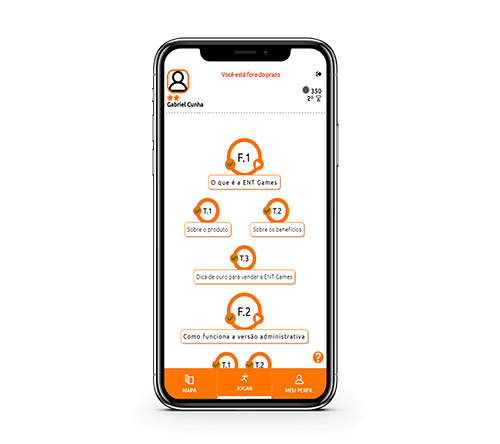 Você está fora do prazo
350
2º
Gabriel Cunha
F.1
O que é a ENT Games
T.1
T.2
Sobre o produto
Sobre os benefícios
T.3
Dica de ouro para vender a ENT Games
F.2
Como funciona a versão administrativa
?
T.1
T.2
MAPA
JOGAR
MEU PERFIL